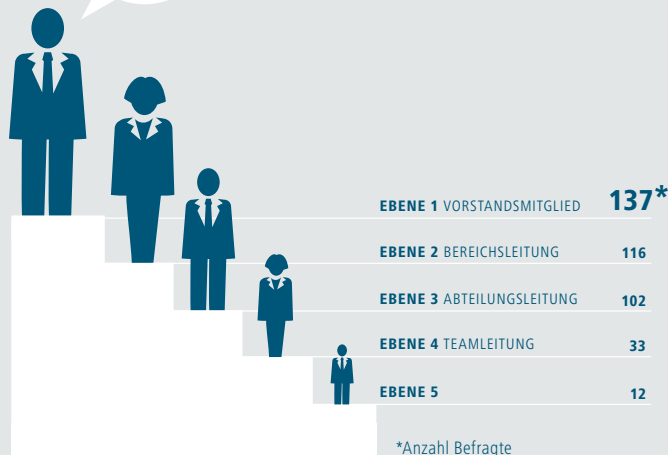 EBENE 1 VORSTANDSMITGLIED 137*
EBENE 2 BEREICHSLEITUNG 116
EBENE 3 ABTEILUNGSLEITUNG 102
EBENE 4 TEAMLEITUNG 33
EBENE 5 12
*Anzahl Befragte